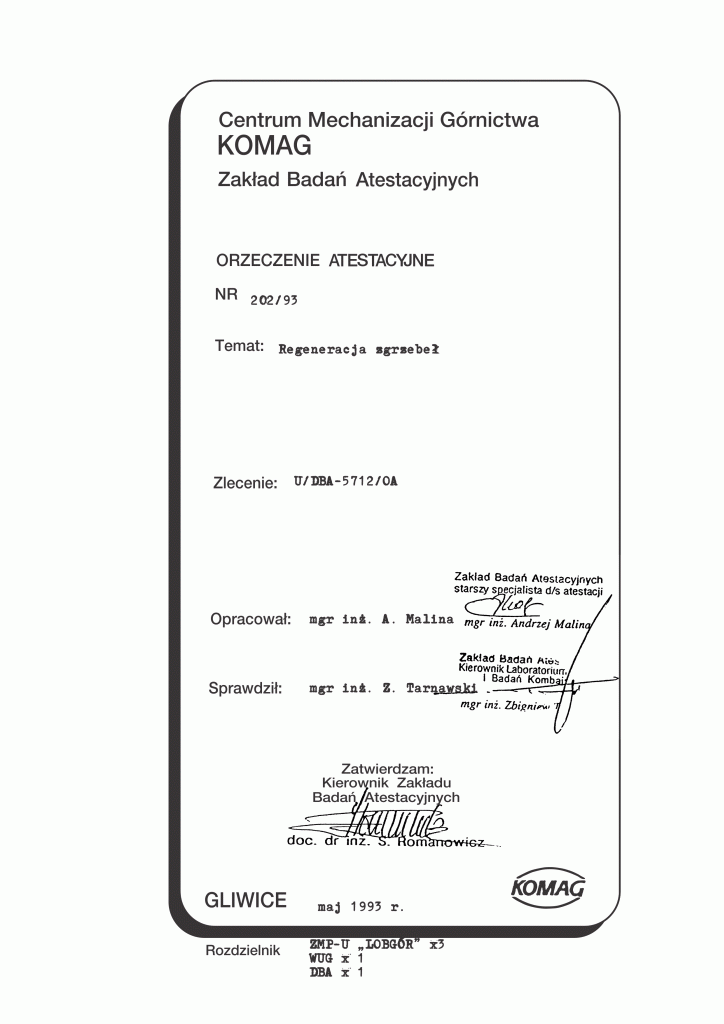 Centrum Mechanizacji Górnictwa
KOMAG
Zakład Badań Atestacyjnych
ORZECZENIE ATESTACYJNE
NR 202/93
Temat: Regeneracja zgrzebeł
Zlecenie: U/DBA-5712/OA
Zakład Badań Atestacyjnych
starszy specjalista d/s atestacji
Opracował: mgr inż. A. Malina
mgr inż. Andrzej Malina
Zakład Badań
Kierownik Laboratorium
I Badań Kombaj
Sprawdził: mgr inż. Z. Tarnawski
mgr inż. Zbigniew T
Zatwierdzam:
Kierownik Zakładu
Badań Atestacyjnych
doc. dr inż. S. Romanowicz
KOMAG
GLIWICE maj 1993 r.
Rozdzielnik ZMP-U „ŁOBGÓR” x3
WUG x 1
DBA x 1